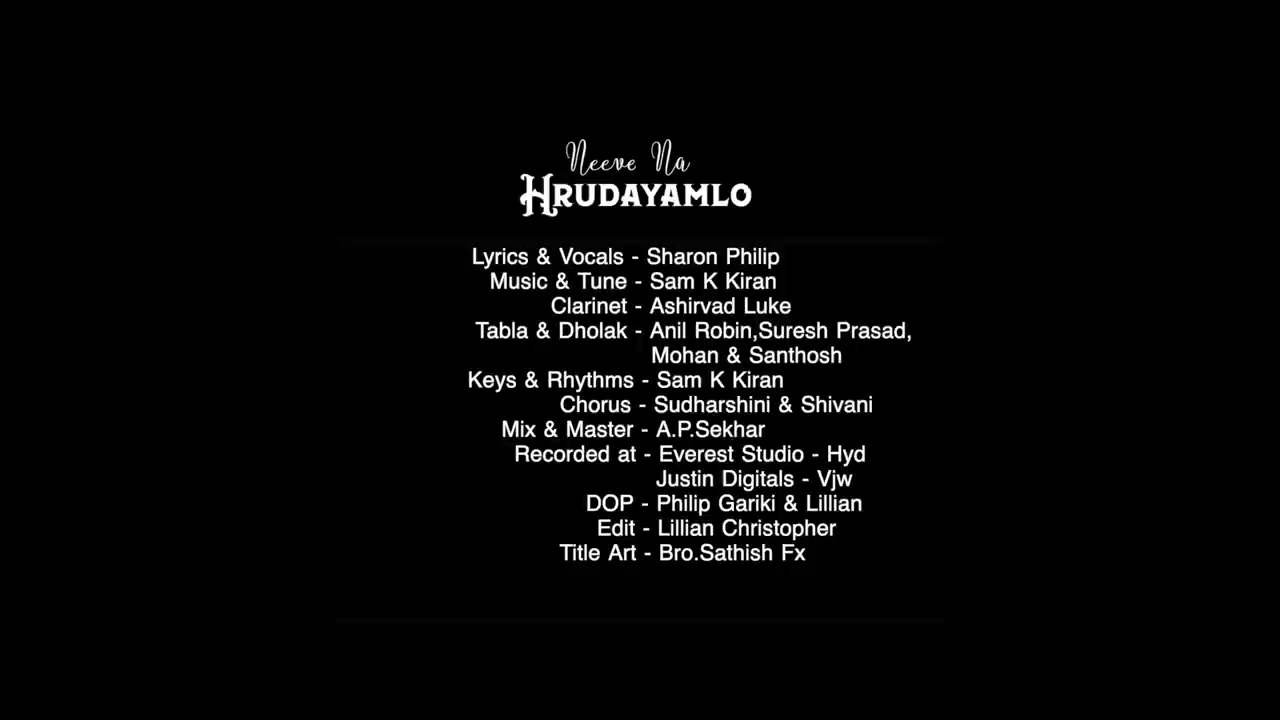 Neeve Na
HRUDAYAMLO
Lyrics & Vocals - Sharon Philip
Music & Tune - Sam K Kiran
Clarinet - Ashirvad Luke
Tabla & Dholak - Anil Robin,Suresh Prasad,
Mohan & Santhosh
Keys & Rhythms - Sam K Kiran
Chorus - Sudharshini & Shivani
Mix & Master - A.P.Sekhar
Recorded at - Everest Studio - Hyd
Justin Digitals - Vjw
DOP - Philip Gariki & Lillian
Edit - Lillian Christopher
Title Art - Bro.Sathish Fx